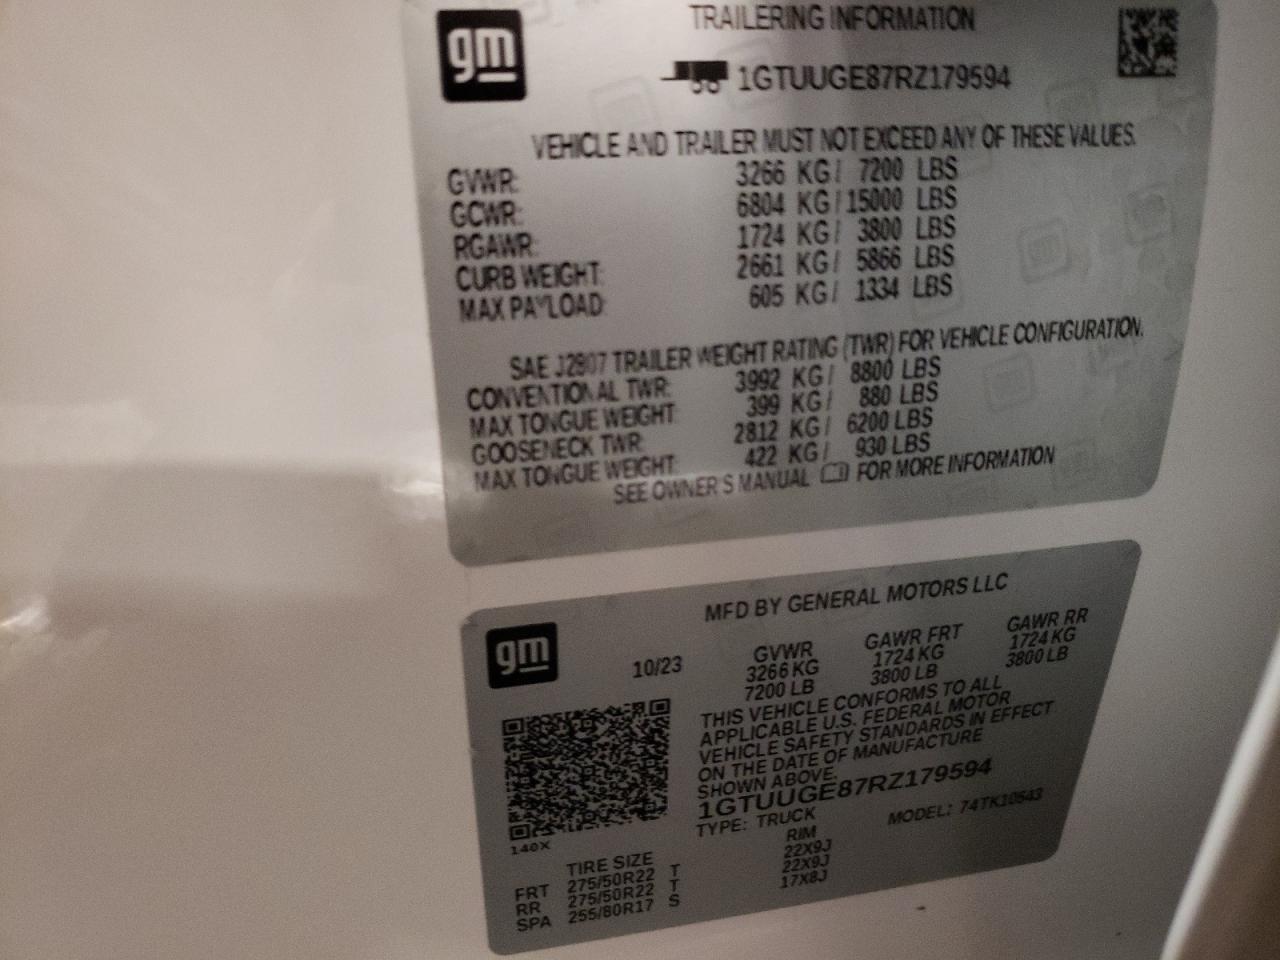 gm
TRAILERING INFORMATION
1GTUUGE87RZ179594
VEHICLE AND TRAILER MUST NOT EXCEED ANY OF THESE VALUES.
GVWR: 3266 KG/ 7200 LBS
GCWR: 6804 KG/15000 LBS
RGAWR: 1724 KG/ 3800 LBS
CURB WEIGHT: 2661 KG/ 5866 LBS
MAX PAYLOAD: 605 KG/ 1334 LBS
SAE J2807 TRAILER WEIGHT RATING (TWR) FOR VEHICLE CONFIGURATION.
CONVENTIONAL TWR: 3992 KG/ 8800 LBS
MAX TONGUE WEIGHT: 399 KG/ 880 LBS
GOOSENECK TWR: 2812 KG/ 6200 LBS
MAX TONGUE WEIGHT: 422 KG/ 930 LBS
SEE OWNER'S MANUAL FOR MORE INFORMATION
gm
MFD BY GENERAL MOTORS LLC
10/23 GVWR GAWR FRT GAWR RR
3266 KG 1724 KG 1724 KG
7200 LB 3800 LB 3800 LB
THIS VEHICLE CONFORMS TO ALL
APPLICABLE U.S. FEDERAL MOTOR
VEHICLE SAFETY STANDARDS IN EFFECT
ON THE DATE OF MANUFACTURE
SHOWN ABOVE.
1GTUUGE87RZ179594
TYPE: TRUCK MODEL: 74TK10543
140X
TIRE SIZE RIM
FRT 275/50R22 T 22X9J
RR 275/50R22 T 22X9J
SPA 255/80R17 S 17X8J